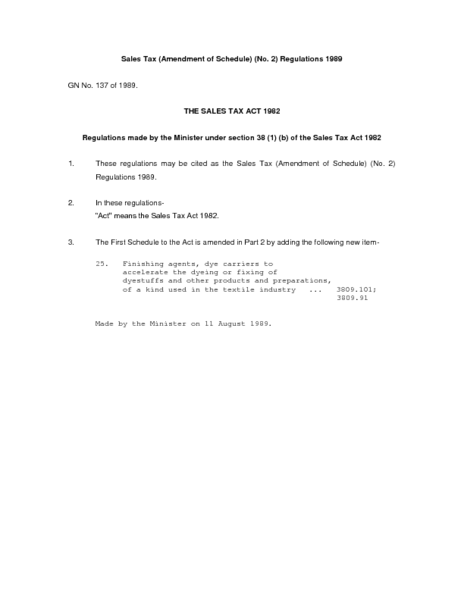 Sales Tax (Amendment of Schedule) (No. 2) Regulations 1989
GN No. 137 of 1989.
THE SALES TAX ACT 1982
Regulations made by the Minister under section 38 (1) (b) of the Sales Tax Act 1982
1. These regulations may be cited as the Sales Tax (Amendment of Schedule) (No. 2)
Regulations 1989.
2. In these regulations-
"Act" means the Sales Tax Act 1982.
3. The First Schedule to the Act is amended in Part 2 by adding the following new item-
25. Finishing agents, dye carriers to
accelerate the dyeing or fixing of
dyestuffs and other products and preparations,
of a kind used in the textile industry ... 3809.101;
3809.91
Made by the Minister on 11 August 1989.